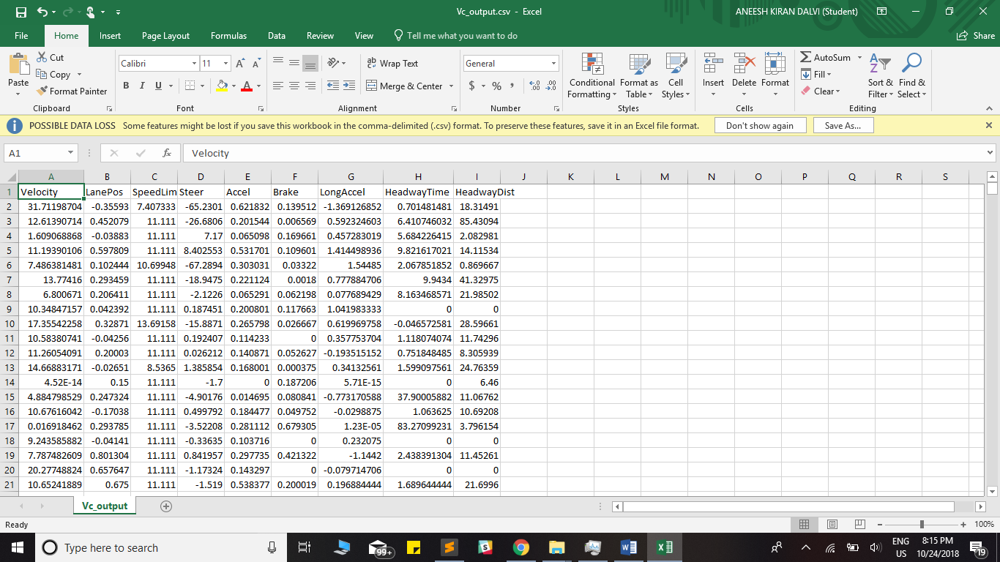 Vc_output.csv - Excel
ANEESH KIRAN DALVI (Student)
File Home Insert Page Layout Formulas Data Review View Tell me what you want to do Share
Paste
Cut
Copy
Format Painter
Calibri 11
B I U
Wrap Text
Merge & Center
General
$ % ,
Conditional Formatting
Format as Table
Cell Styles
Insert
Delete
Format
AutoSum
Fill
Clear
Sort & Filter
Find & Select
Clipboard Font Alignment Number Styles Cells Editing
POSSIBLE DATA LOSS Some features might be lost if you save this workbook in the comma-delimited (.csv) format. To preserve these features, save it in an Excel file format. Don't show again Save As...
A1 fx Velocity
A B C D E F G H I J K L M N O P Q R S
1 Velocity LanePos SpeedLim Steer Accel Brake LongAccel HeadwayTime HeadwayDist
2 31.71198704 -0.35593 7.407333 -65.2301 0.621832 0.139512 -1.369126852 0.701481481 18.31491
3 12.61390714 0.452079 11.111 -26.6806 0.201544 0.006569 0.592324603 6.410746032 85.43094
4 1.609068868 -0.03883 11.111 7.17 0.065098 0.169661 0.457283019 5.684226415 2.082981
5 11.19390106 0.597809 11.111 8.402553 0.531701 0.109601 1.414498936 9.821617021 14.11534
6 7.486381481 0.102444 10.69948 -67.2894 0.303031 0.03322 1.54485 2.067851852 0.869667
7 13.77416 0.293459 11.111 -18.9475 0.221124 0.0018 0.777884706 9.9434 41.32975
8 6.800671 0.206411 11.111 -2.1226 0.065291 0.062198 0.077689429 8.163468571 21.98502
9 10.34847157 0.042392 11.111 0.187451 0.200801 0.117663 1.041983333 0 0
10 17.35542258 0.32871 13.69158 -15.8871 0.265798 0.026667 0.619969758 -0.046572581 28.59661
11 10.58380741 -0.04256 11.111 0.192407 0.114233 0 0.357753704 1.118074074 11.74296
12 11.26054091 0.20003 11.111 0.026212 0.140871 0.052627 -0.193515152 0.751848485 8.305939
13 14.66883171 -0.02651 8.5365 1.385854 0.168001 0.000375 0.34132561 1.599097561 24.76359
14 4.52E-14 0.15 11.111 -1.7 0 0.187206 5.71E-15 0 6.46
15 4.884798529 0.247324 11.111 -4.90176 0.014695 0.080841 -0.773170588 37.90005882 11.06762
16 10.67616042 -0.17038 11.111 0.499792 0.184477 0.049752 -0.0298875 1.063625 10.69208
17 0.016918462 0.293785 11.111 -3.52208 0.281112 0.679305 1.23E-05 83.27099231 3.796154
18 9.243585882 -0.04141 11.111 -0.33635 0.103716 0 0.232075 0 0
19 7.787482609 0.801304 11.111 0.841957 0.297735 0.421322 -1.1442 2.438391304 11.45261
20 20.27748824 0.657647 11.111 -1.17324 0.143297 0 -0.079714706 0 0
21 10.65241889 0.675 11.111 -1.519 0.538377 0.200019 0.196884444 1.689644444 21.6996
Vc_output
Ready 100%
Type here to search
99+
ENG
US
8:15 PM
10/24/2018
19